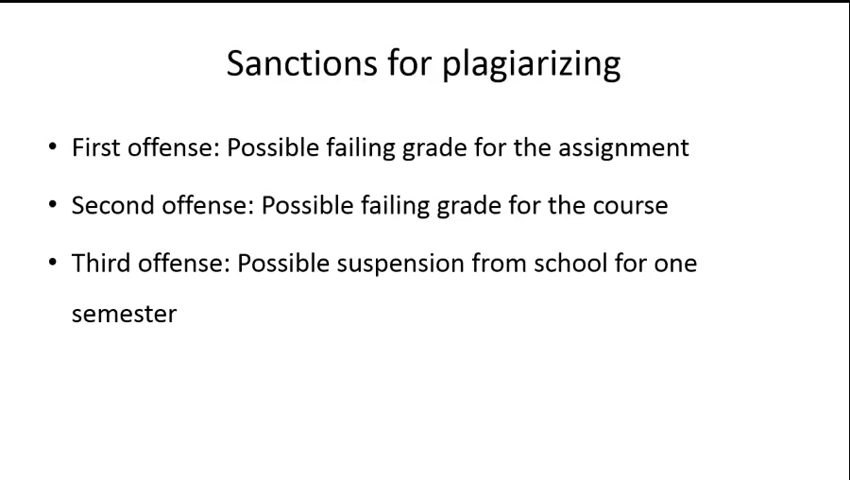 Sanctions for plagiarizing
• First offense: Possible failing grade for the assignment
• Second offense: Possible failing grade for the course
• Third offense: Possible suspension from school for one
semester